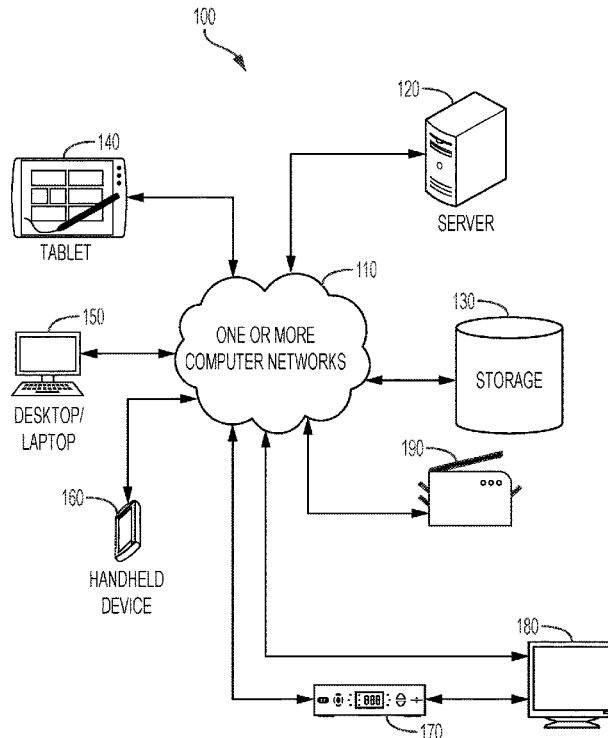 100
120
SERVER
140
TABLET
110
ONE OR MORE
COMPUTER NETWORKS
150
DESKTOP/
LAPTOP
130
STORAGE
190
160
HANDHELD
DEVICE
180
170